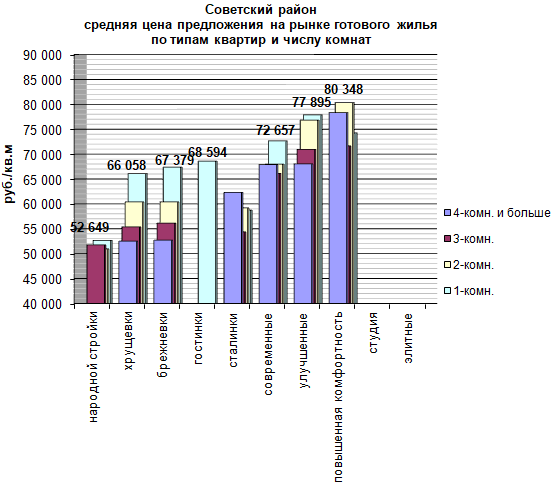 Советский район
средняя цена предложения на рынке готового жилья
по типам квартир и числу комнат
руб./кв.м
90 000
85 000
80 000
75 000
70 000
65 000
60 000
55 000
50 000
45 000
40 000
52 649
66 058
67 379
68 594
72 657
77 895
80 348
народной стройки
хрущевки
брежневки
гостинки
сталинки
современные
улучшенные
повышенная комфортность
студия
элитные
4-комн. и больше
3-комн.
2-комн.
1-комн.